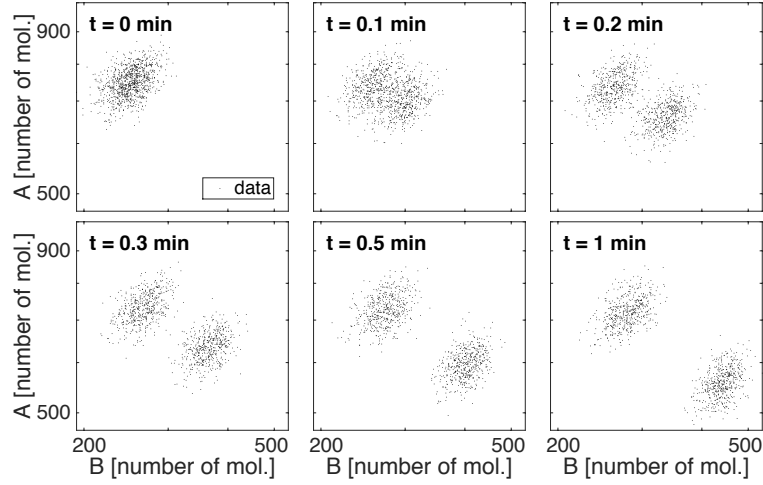 t = 0 min
t = 0.1 min
t = 0.2 min
900
500
A [number of mol.]
data
t = 0.3 min
t = 0.5 min
t = 1 min
900
500
A [number of mol.]
200 500
200 500
200 500
B [number of mol.]
B [number of mol.]
B [number of mol.]